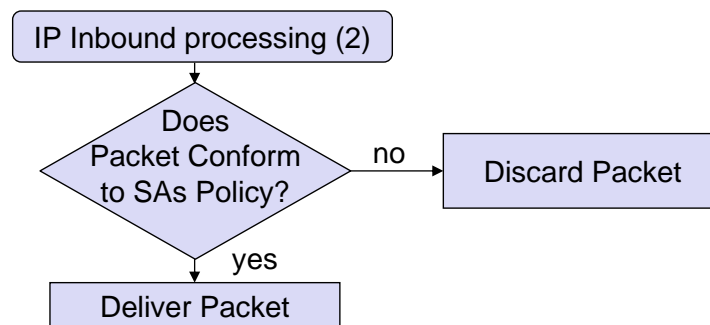 IP Inbound processing (2)
Does
Packet Conform
to SAs Policy?
no
Discard Packet
yes
Deliver Packet